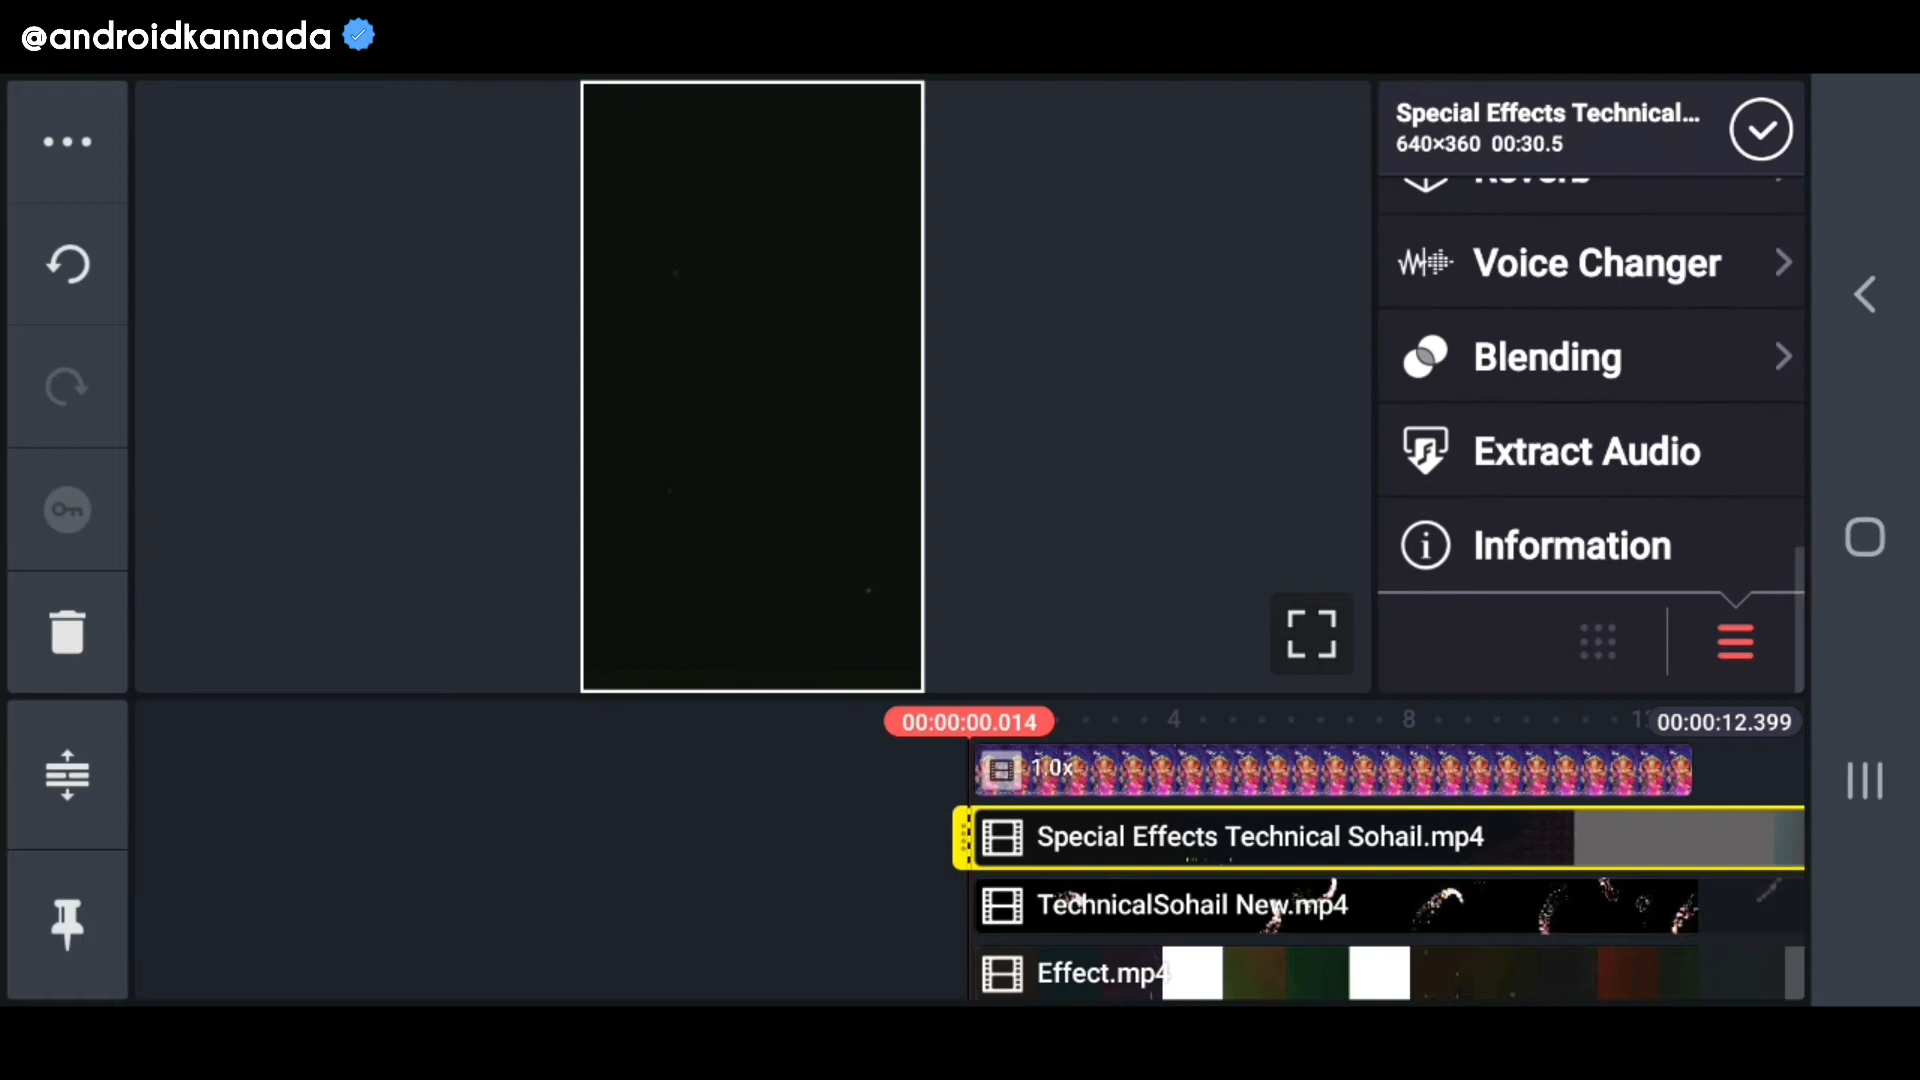 @androidkannada
Special Effects Technical...
640×360 00:30.5
Reverb
Voice Changer
Blending
Extract Audio
Information
00:00:00.014
4
8
00:00:12.399
1.0x
Special Effects Technical Sohail.mp4
TechnicalSohail New.mp4
Effect.mp4